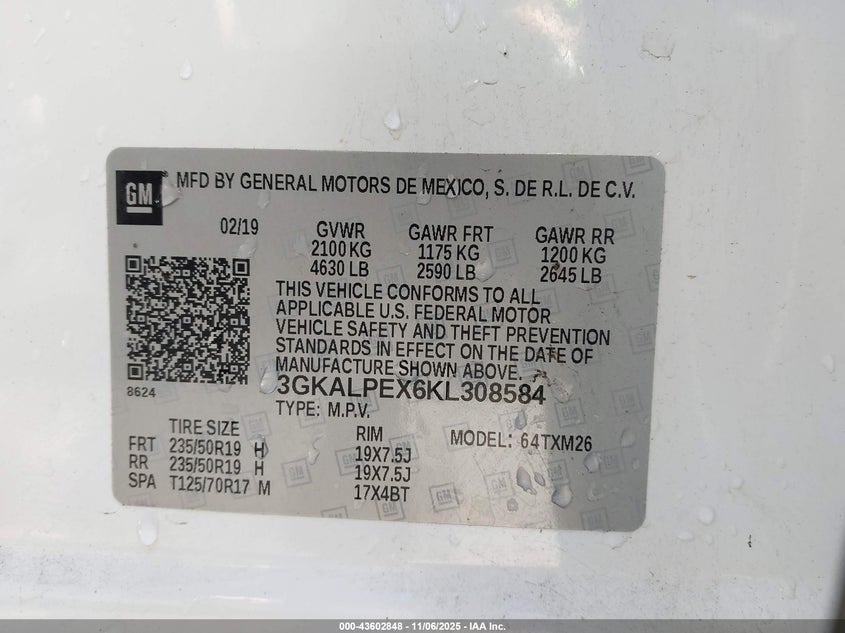 GM
MFD BY GENERAL MOTORS DE MEXICO, S. DE R.L. DE C.V.
02/19
GVWR GAWR FRT GAWR RR
2100 KG 1175 KG 1200 KG
4630 LB 2590 LB 2645 LB
THIS VEHICLE CONFORMS TO ALL
APPLICABLE U.S. FEDERAL MOTOR
VEHICLE SAFETY AND THEFT PREVENTION
STANDARDS IN EFFECT ON THE DATE OF
MANUFACTURE SHOWN ABOVE.
8624
3GKALPEX6KL308584
TYPE: M.P.V.
TIRE SIZE RIM MODEL: 64TXM26
FRT 235/50R19 H 19X7.5J
RR 235/50R19 H 19X7.5J
SPA T125/70R17 M 17X4BT
000-43602848 - 11/06/2025 - IAA Inc.